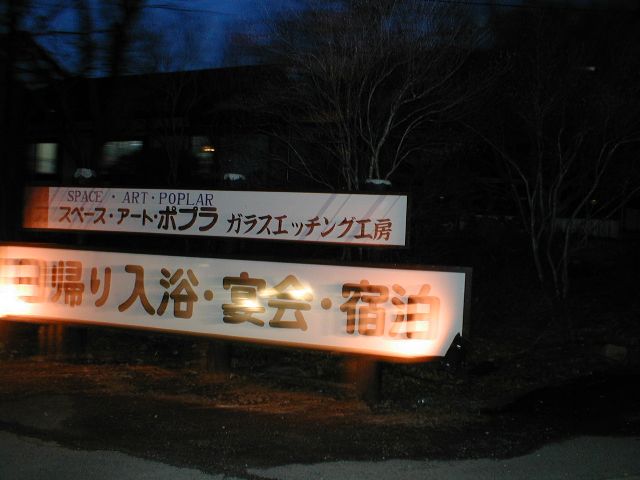 SPACE・ART・POPLAR
スペース・アート・ポプラ ガラスエッチング工房
日帰り入浴・宴会・宿泊